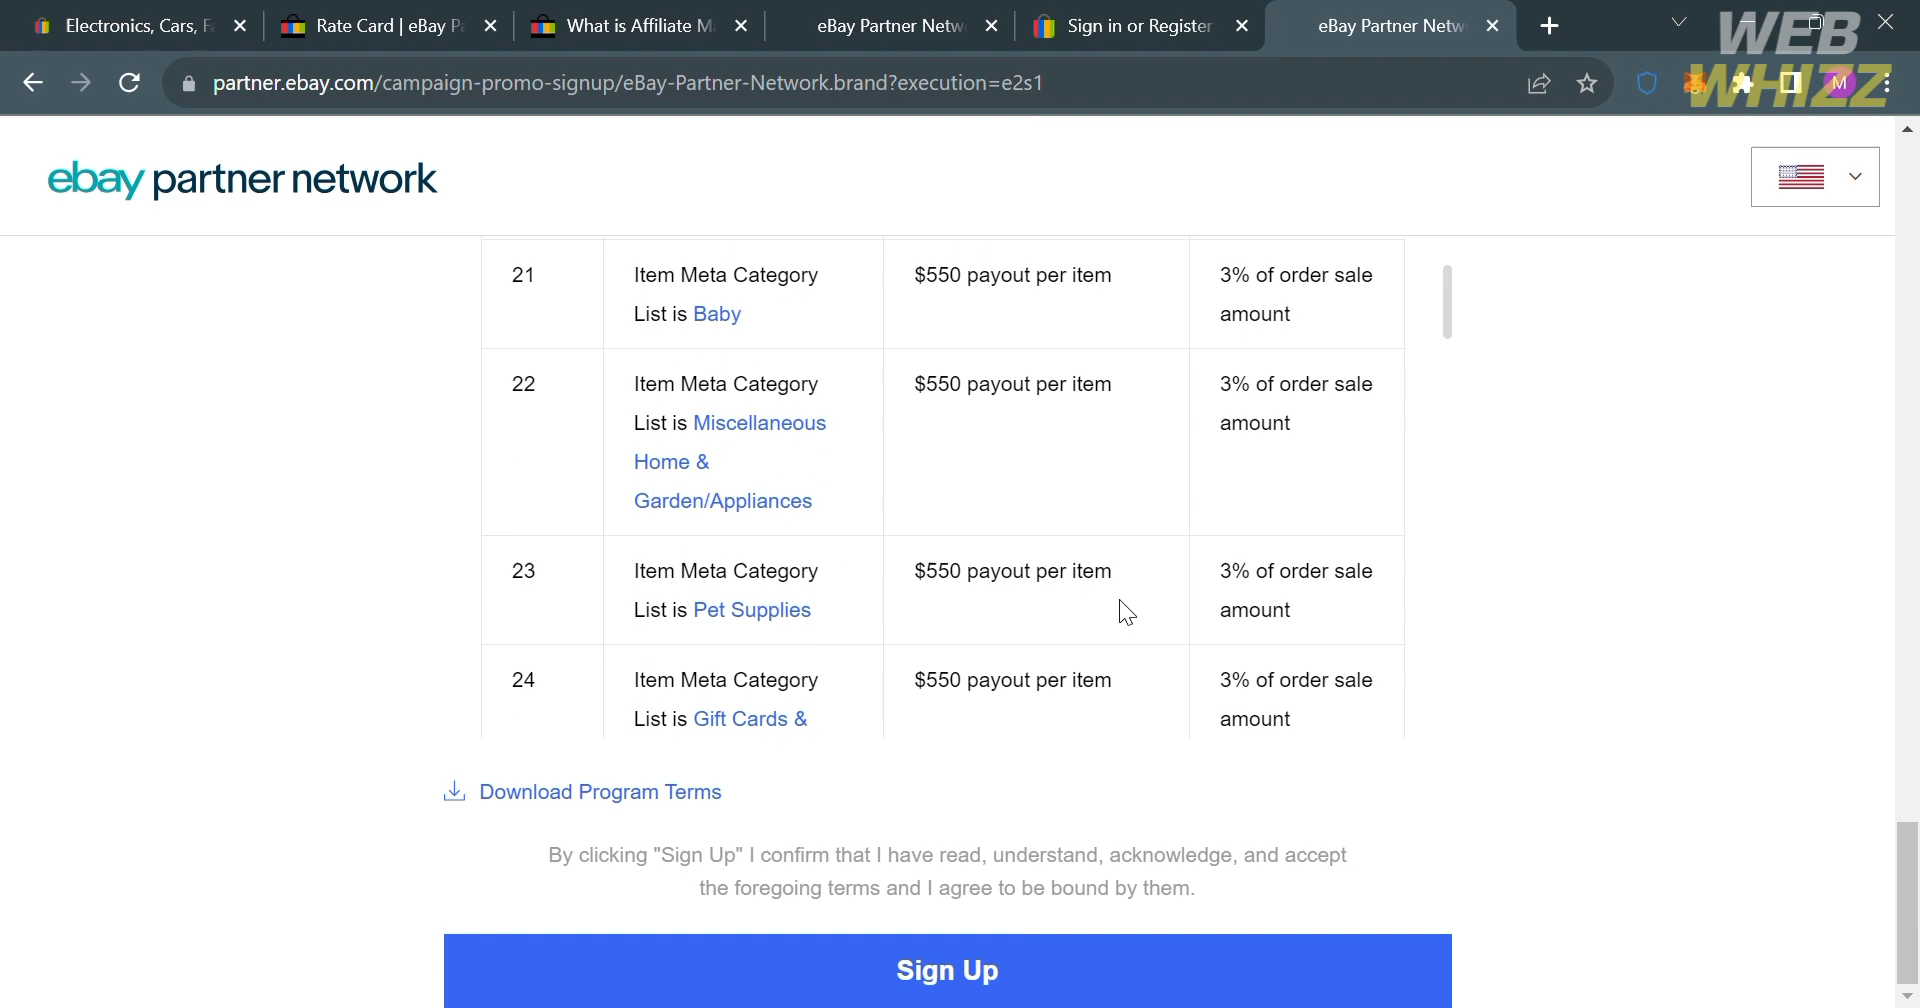 Electronics, Cars, F
Rate Card | eBay Pa
What is Affiliate Ma
eBay Partner Netw
Sign in or Register
eBay Partner Netw
WEB
WHIZZ
partner.ebay.com/campaign-promo-signup/eBay-Partner-Network.brand?execution=e2s1
M
ebay partner network
21 Item Meta Category $550 payout per item 3% of order sale
List is Baby amount
22 Item Meta Category $550 payout per item 3% of order sale
List is Miscellaneous amount
Home &
Garden/Appliances
23 Item Meta Category $550 payout per item 3% of order sale
List is Pet Supplies amount
24 Item Meta Category $550 payout per item 3% of order sale
List is Gift Cards & amount
Download Program Terms
By clicking "Sign Up" I confirm that I have read, understand, acknowledge, and accept
the foregoing terms and I agree to be bound by them.
Sign Up